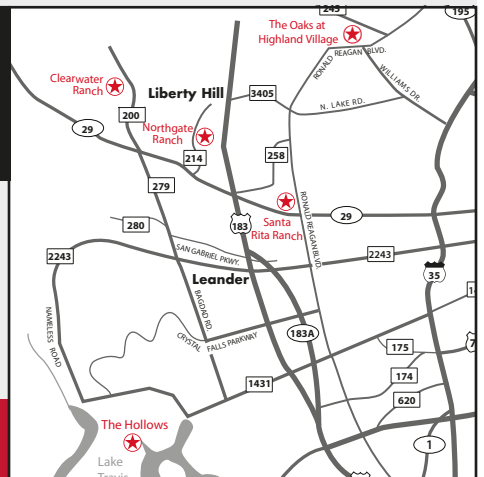 245
195
The Oaks at
Highland Village
RONALD REAGAN BLVD.
WILLIAMS DR.
Clearwater
Ranch
Liberty Hill
3405
N. LAKE RD.
200
29
Northgate
Ranch
214
258
279
Santa
Rita Ranch
RONALD REAGAN BLVD.
29
280
183
SAN GABRIEL PKWY.
2243
2243
Leander
35
NAMELESS ROAD
BAGDAD RD.
CRYSTAL FALLS PARKWAY
183A
175
174
1431
620
The Hollows
1
Lake
Travis